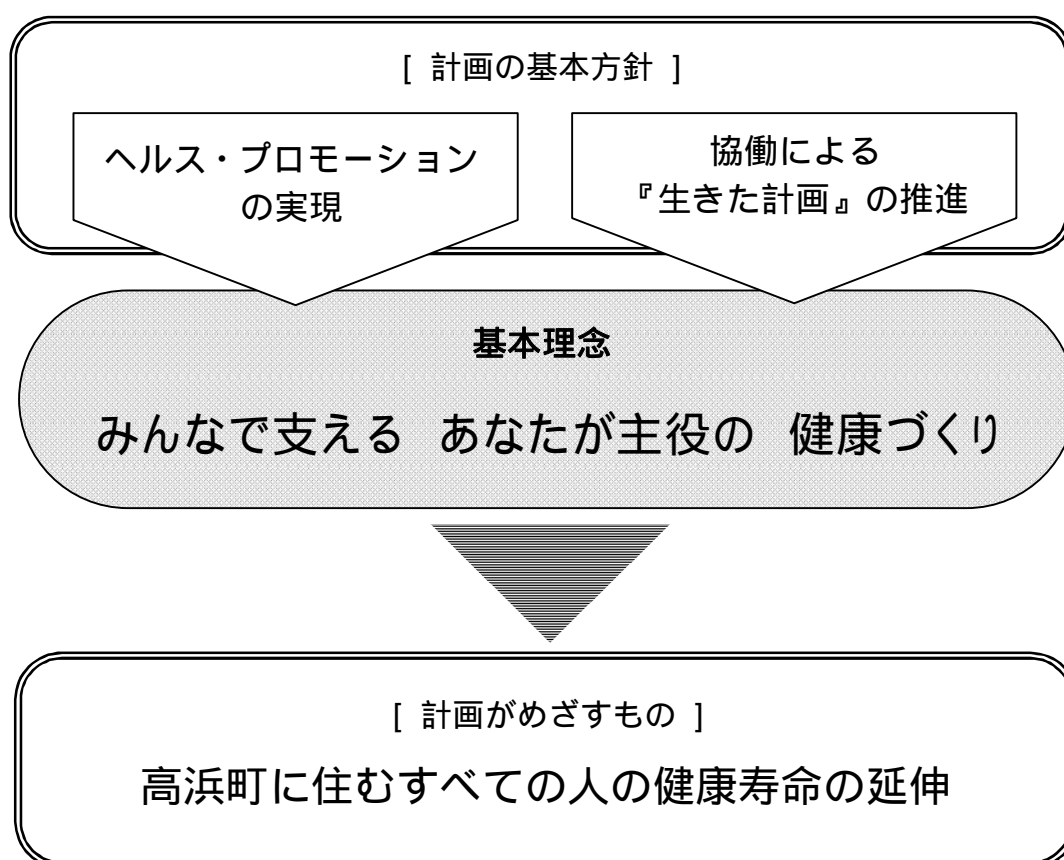 [ 計画の基本方針 ]
ヘルス・プロモーション
の実現
協働による
『生きた計画』の推進
基本理念
みんなで支える あなたが主役の 健康づくり
[ 計画がめざすもの ]
高浜町に住むすべての人の健康寿命の延伸